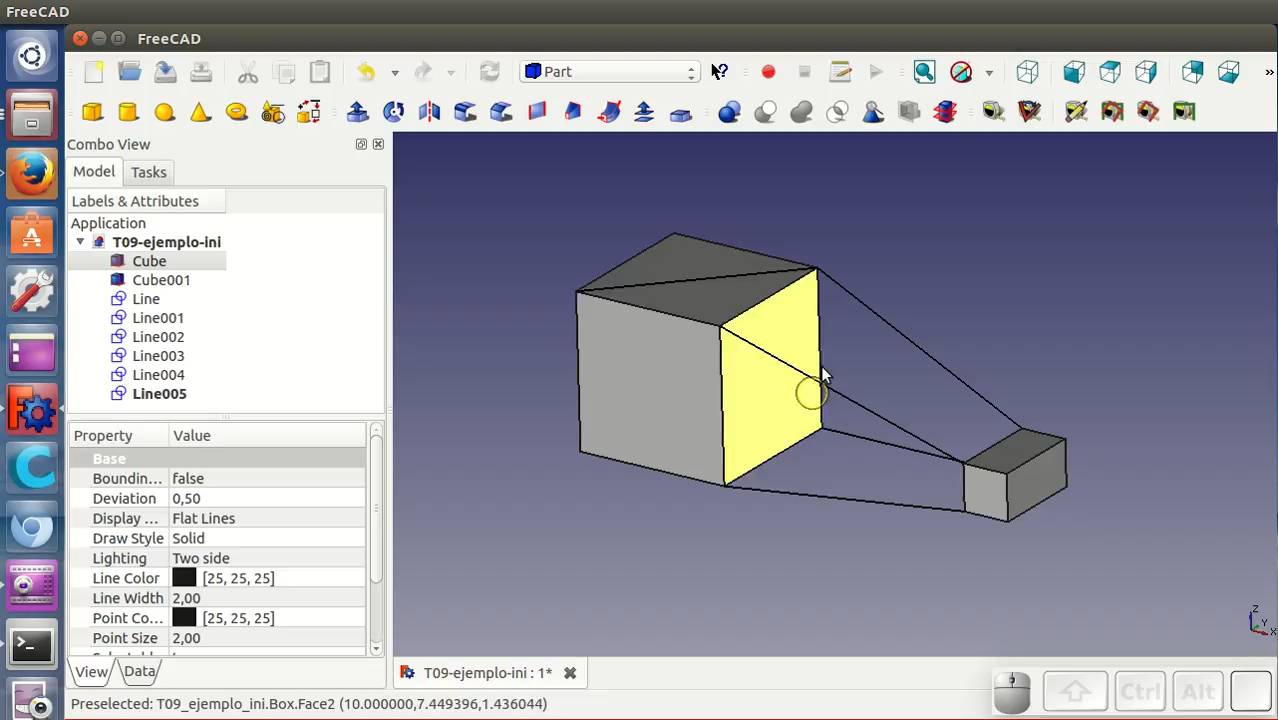 FreeCAD
FreeCAD
Part
»
Combo View
Model
Tasks
Labels & Attributes
Application
T09-ejemplo-ini
Cube
Cube001
Line
Line001
Line002
Line003
Line004
Line005
Property
Value
Base
Boundin... false
Deviation 0,50
Display ... Flat Lines
Draw Style Solid
Lighting Two side
Line Color [25, 25, 25]
Line Width 2,00
Point Co... [25, 25, 25]
Point Size 2,00
View
Data
T09-ejemplo-ini : 1*
Z
Y
X
Ctrl
Alt
Preselected: T09_ejemplo_ini.Box.Face2 (10.000000,7.449396,1.436044)